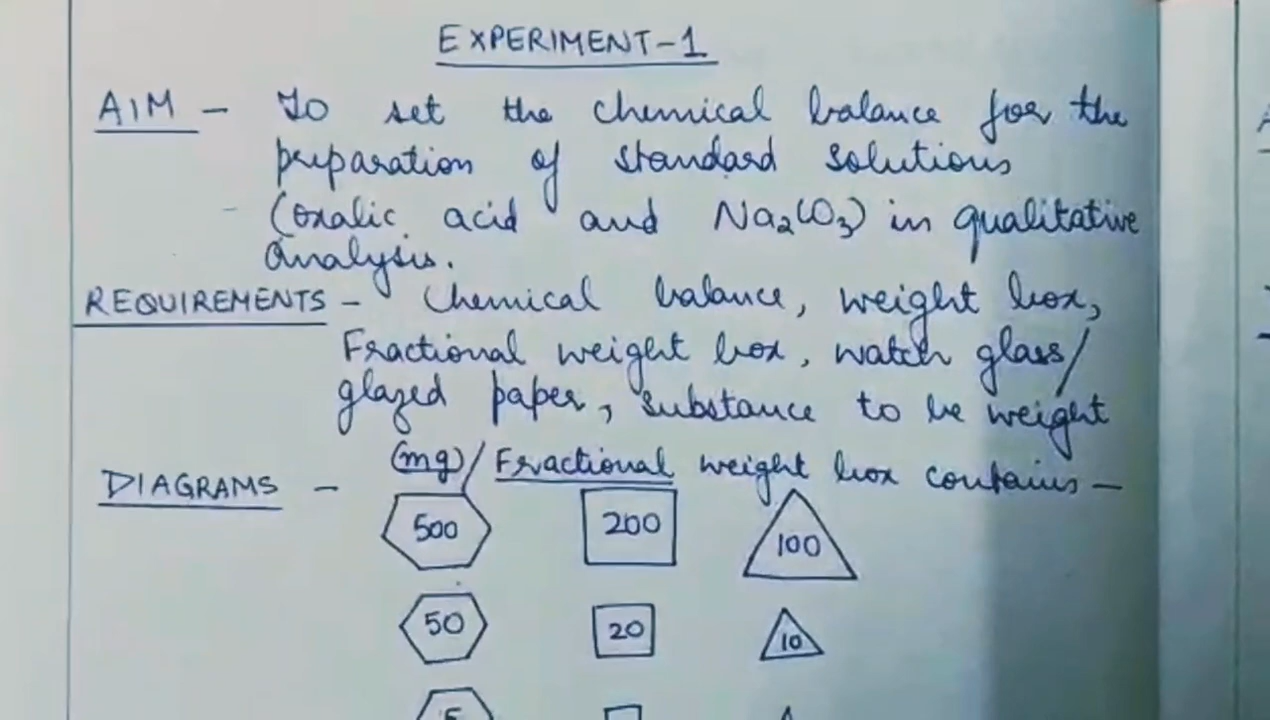 EXPERIMENT-1
AIM - To set the chemical balance for the
preparation of standard solutions
(oxalic acid and Na₂CO₃) in qualitative
analysis.
REQUIREMENTS - Chemical balance, weight box,
Fractional weight box, watch glass/
glazed paper, substance to be weight
DIAGRAMS - (mg)/Fractional weight box contains -
500 200 100
50 20 10
5